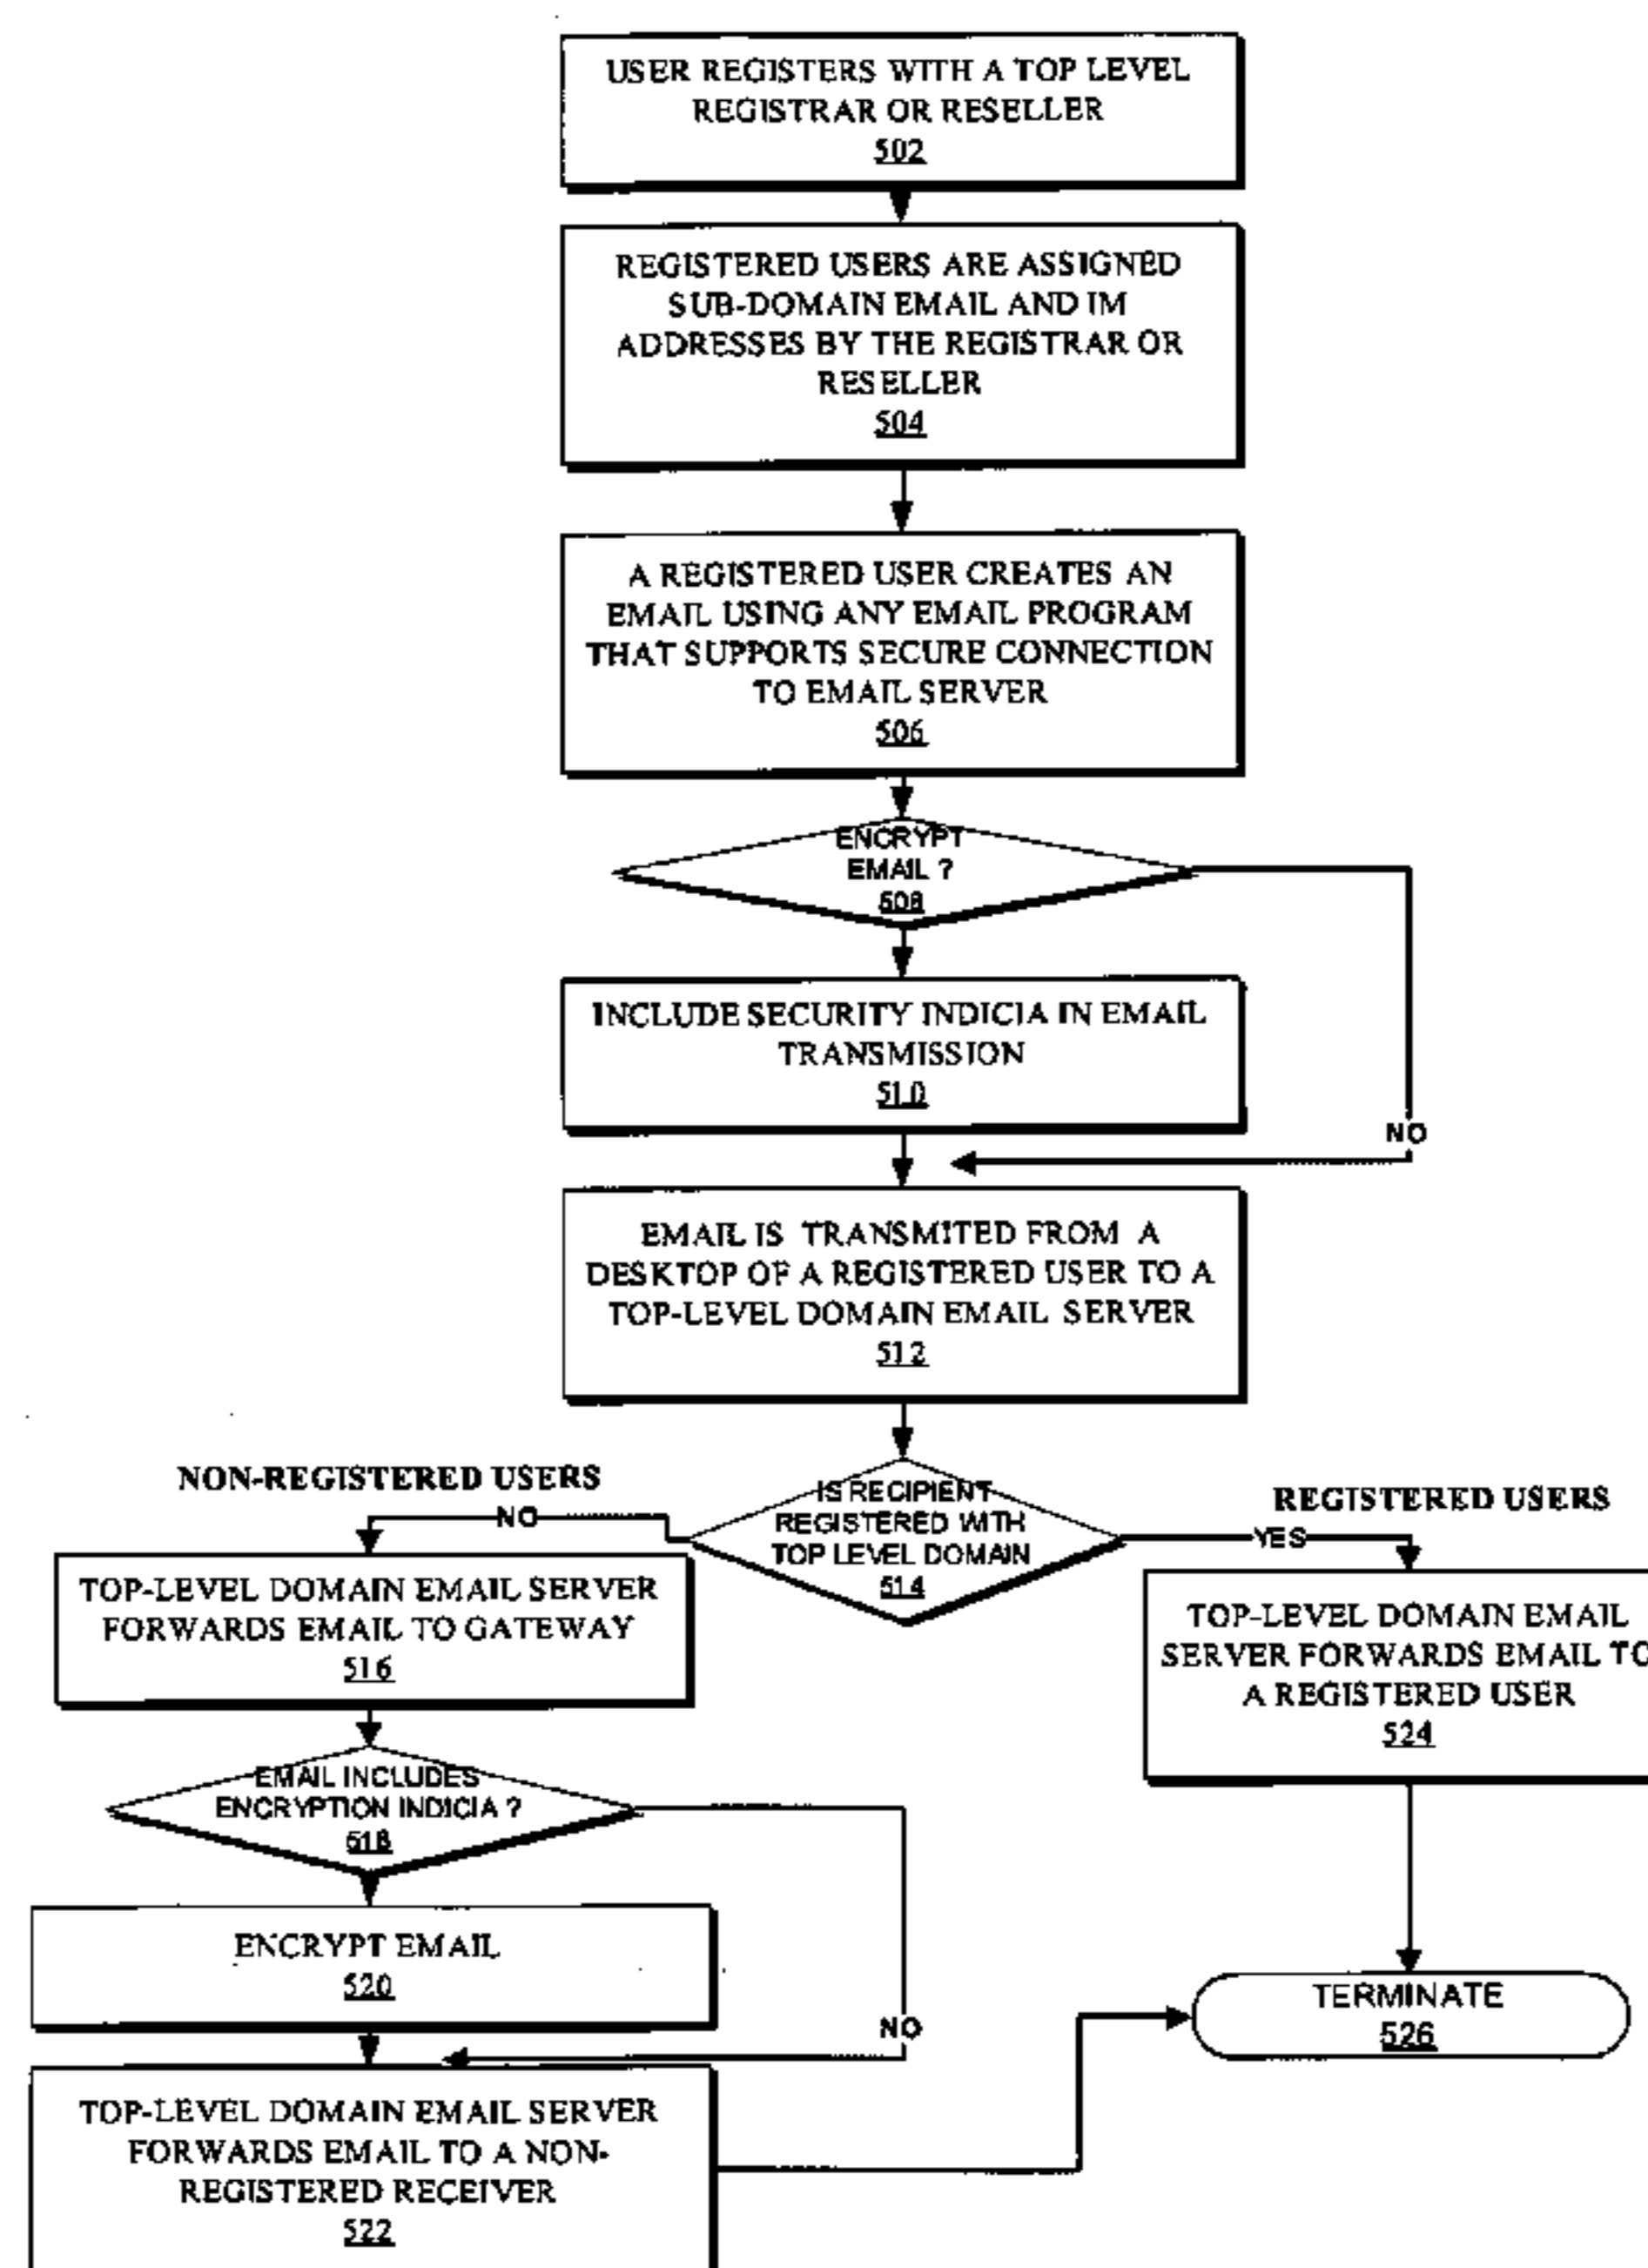 USER REGISTERS WITH A TOP LEVEL
REGISTRAR OR RESELLER
502
REGISTERED USERS ARE ASSIGNED
SUB-DOMAIN EMAIL AND IM
ADDRESSES BY THE REGISTRAR OR
RESELLER
504
A REGISTERED USER CREATES AN
EMAIL USING ANY EMAIL PROGRAM
THAT SUPPORTS SECURE CONNECTION
TO EMAIL SERVER
506
ENCRYPT
EMAIL ?
508
INCLUDE SECURITY INDICIA IN EMAIL
TRANSMISSION
510
NO
EMAIL IS TRANSMITED FROM A
DESKTOP OF A REGISTERED USER TO A
TOP-LEVEL DOMAIN EMAIL SERVER
512
NON-REGISTERED USERS
NO
IS RECIPIENT
REGISTERED WITH
TOP LEVEL DOMAIN
514
REGISTERED USERS
YES
TOP-LEVEL DOMAIN EMAIL SERVER
FORWARDS EMAIL TO GATEWAY
516
TOP-LEVEL DOMAIN EMAIL
SERVER FORWARDS EMAIL TO
A REGISTERED USER
524
EMAIL INCLUDES
ENCRYPTION INDICIA ?
518
ENCRYPT EMAIL
520
NO
TERMINATE
526
TOP-LEVEL DOMAIN EMAIL SERVER
FORWARDS EMAIL TO A NON-
REGISTERED RECEIVER
522